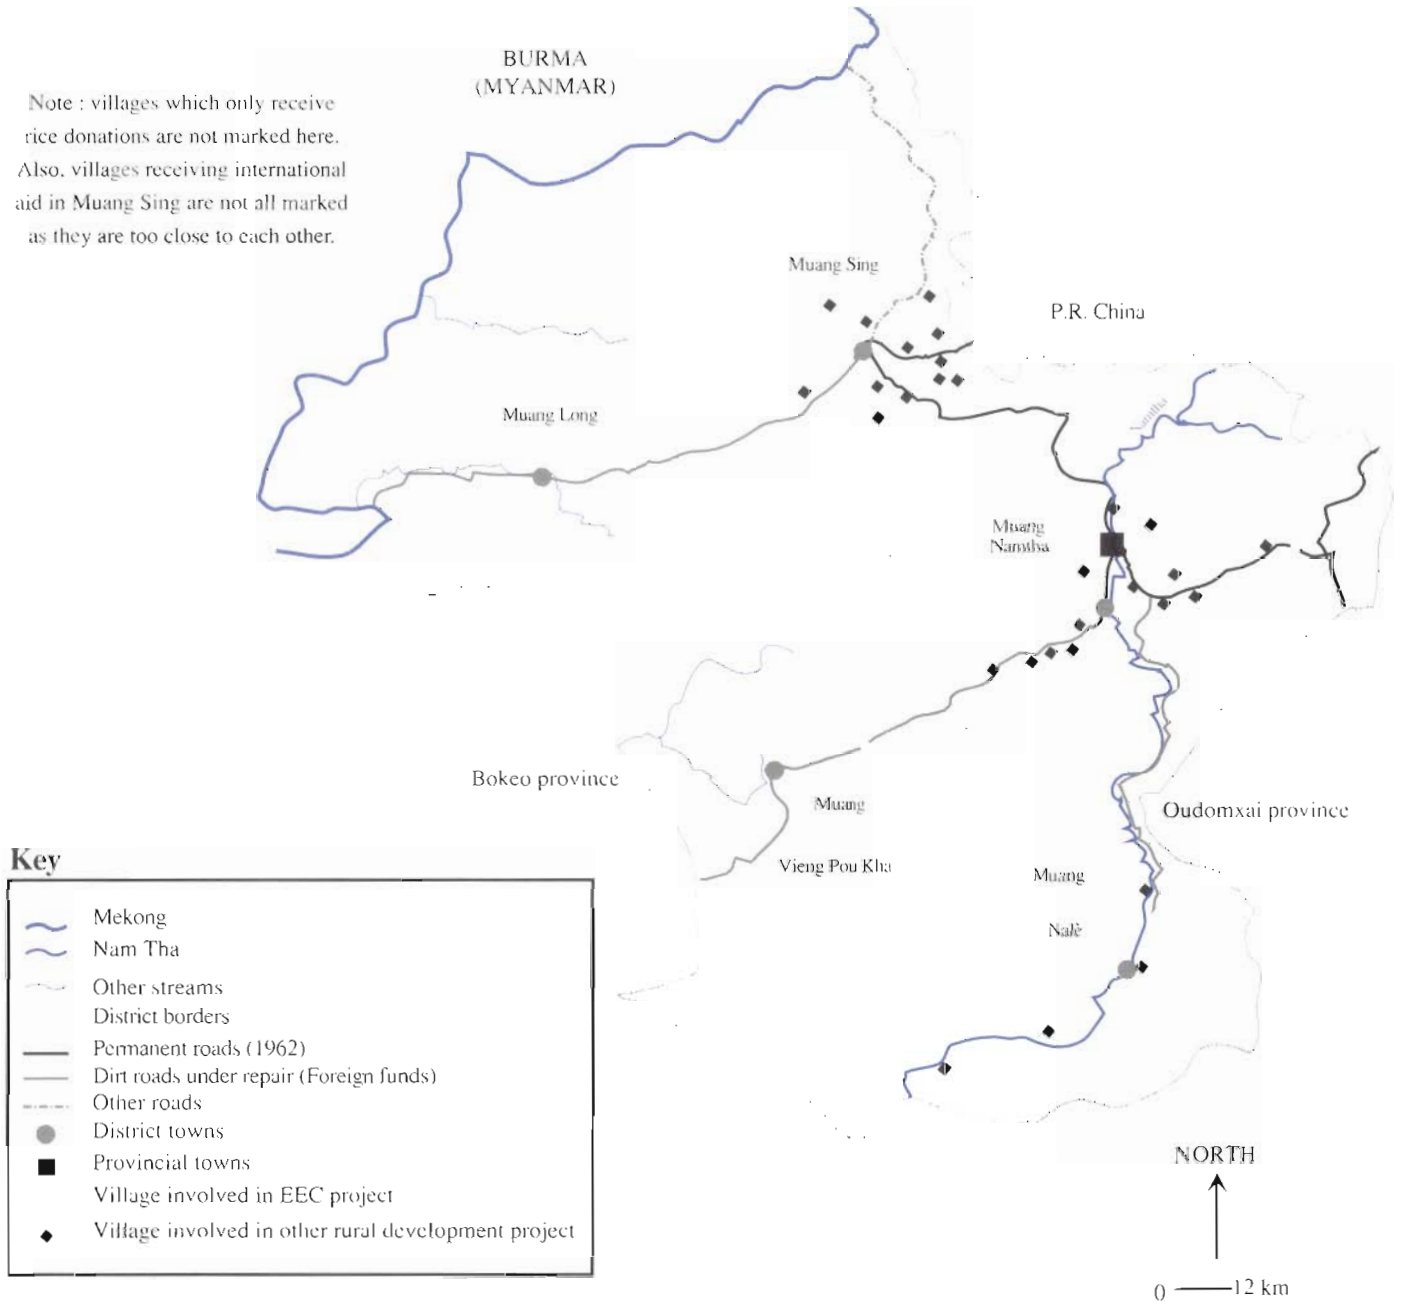 BURMA
(MYANMAR)
Note : villages which only receive
rice donations are not marked here.
Also, villages receiving international
aid in Muang Sing are not all marked
as they are too close to each other.
Muang Sing
P.R. China
Muang Long
Namtha
Muang
Namtha
Bokeo province
Muang
Vieng Pou Kha
Oudomxai province
Muang
Nalè
Key
Mekong
Nam Tha
Other streams
District borders
Permanent roads (1962)
Dirt roads under repair (Foreign funds)
Other roads
District towns
Provincial towns
Village involved in EEC project
Village involved in other rural development project
NORTH
0 12 km